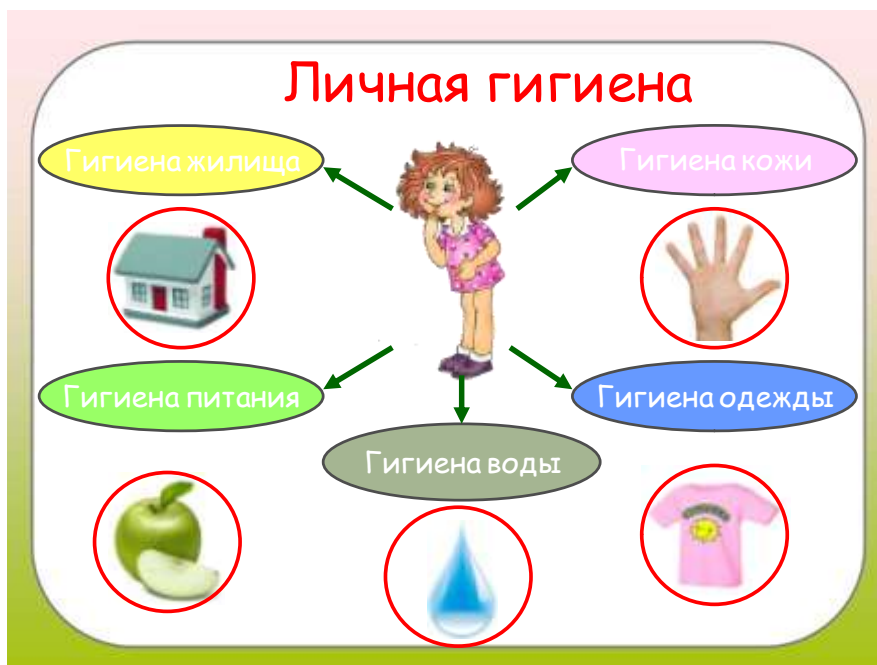 Личная гигиена
Гигиена жилища
Гигиена кожи
Гигиена питания
Гигиена одежды
Гигиена воды